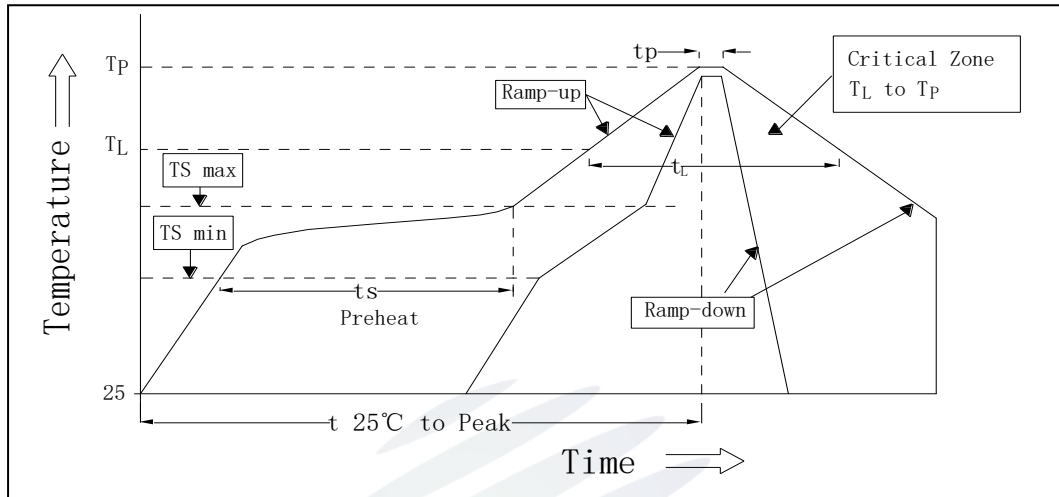 tp
Critical Zone
TL to TP
TP
Ramp-up
TL
TS max
tL
TS min
ts
Preheat
Ramp-down
25
t 25℃ to Peak
Time
Temperature